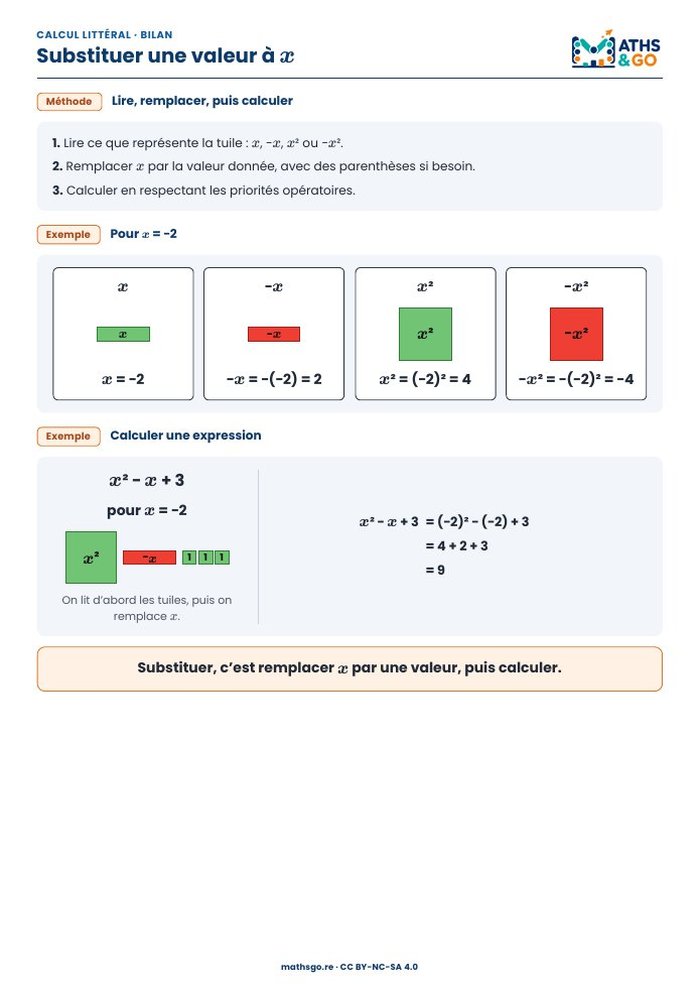 CALCUL LITTÉRAL · BILAN
Substituer une valeur à x
MATHS
&GO
Méthode Lire, remplacer, puis calculer
1. Lire ce que représente la tuile : x, -x, x² ou -x².
2. Remplacer x par la valeur donnée, avec des parenthèses si besoin.
3. Calculer en respectant les priorités opératoires.
Exemple Pour x = -2
x -x x² -x²
x -x x² -x²
x = -2 -x = -(-2) = 2 x² = (-2)² = 4 -x² = -(-2)² = -4
Exemple Calculer une expression
x² - x + 3
pour x = -2
x² -x 1 1 1
On lit d’abord les tuiles, puis on
remplace x.
x² - x + 3 = (-2)² - (-2) + 3
= 4 + 2 + 3
= 9
Substituer, c’est remplacer x par une valeur, puis calculer.
mathsgo.re · CC BY-NC-SA 4.0